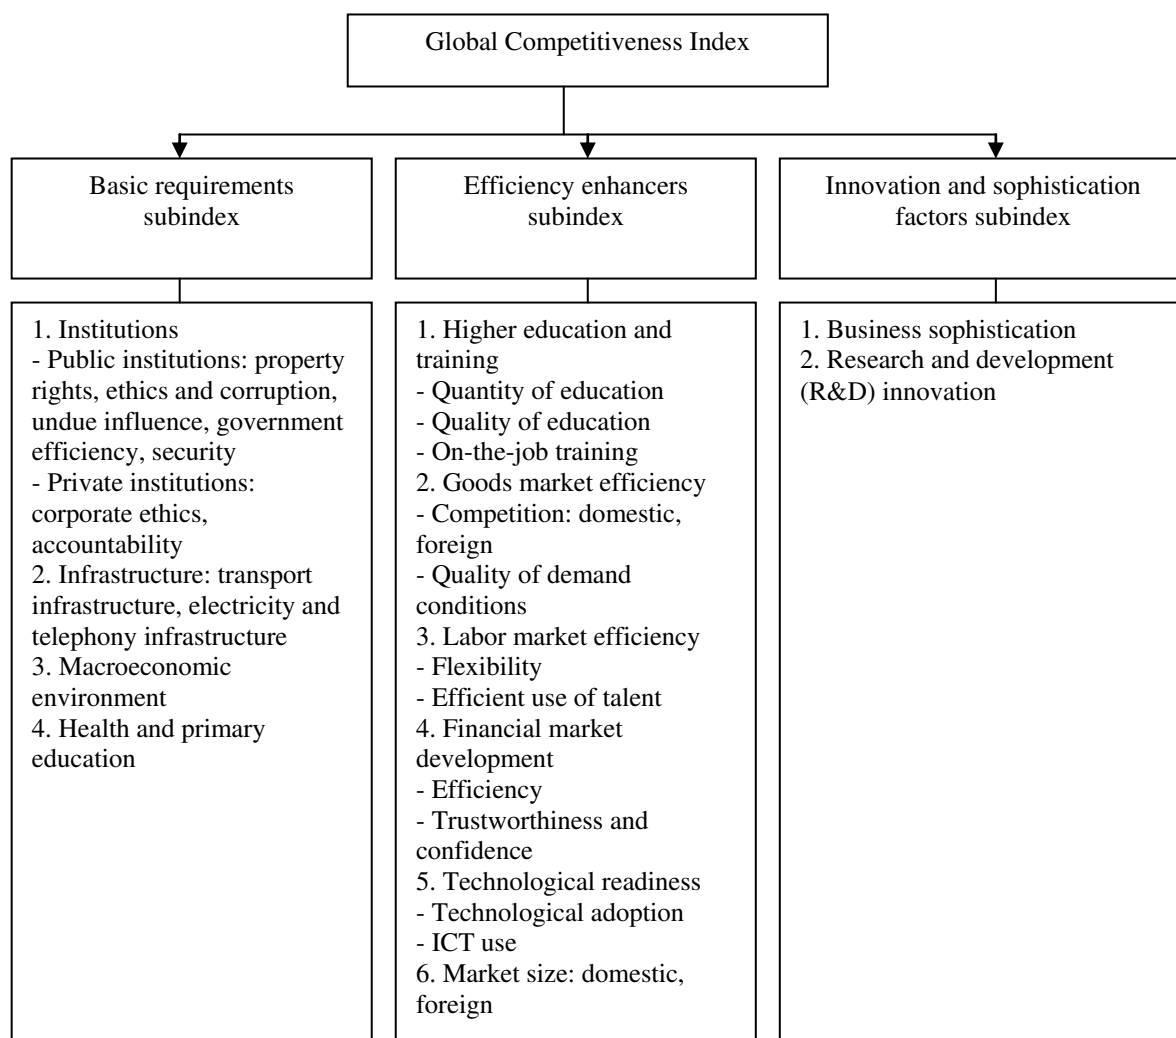 Global Competitiveness Index
Basic requirements
subindex
Efficiency enhancers
subindex
Innovation and sophistication
factors subindex
1. Institutions
- Public institutions: property
rights, ethics and corruption,
undue influence, government
efficiency, security
- Private institutions:
corporate ethics,
accountability
2. Infrastructure: transport
infrastructure, electricity and
telephony infrastructure
3. Macroeconomic
environment
4. Health and primary
education
1. Higher education and
training
- Quantity of education
- Quality of education
- On-the-job training
2. Goods market efficiency
- Competition: domestic,
foreign
- Quality of demand
conditions
3. Labor market efficiency
- Flexibility
- Efficient use of talent
4. Financial market
development
- Efficiency
- Trustworthiness and
confidence
5. Technological readiness
- Technological adoption
- ICT use
6. Market size: domestic,
foreign
1. Business sophistication
2. Research and development
(R&D) innovation